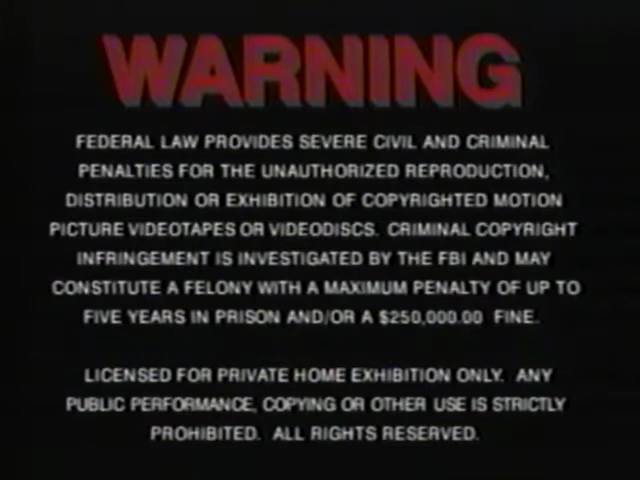 WARNING
FEDERAL LAW PROVIDES SEVERE CIVIL AND CRIMINAL
PENALTIES FOR THE UNAUTHORIZED REPRODUCTION,
DISTRIBUTION OR EXHIBITION OF COPYRIGHTED MOTION
PICTURE VIDEOTAPES OR VIDEODISCS. CRIMINAL COPYRIGHT
INFRINGEMENT IS INVESTIGATED BY THE FBI AND MAY
CONSTITUTE A FELONY WITH A MAXIMUM PENALTY OF UP TO
FIVE YEARS IN PRISON AND/OR A $250,000.00 FINE.
LICENSED FOR PRIVATE HOME EXHIBITION ONLY. ANY
PUBLIC PERFORMANCE, COPYING OR OTHER USE IS STRICTLY
PROHIBITED. ALL RIGHTS RESERVED.